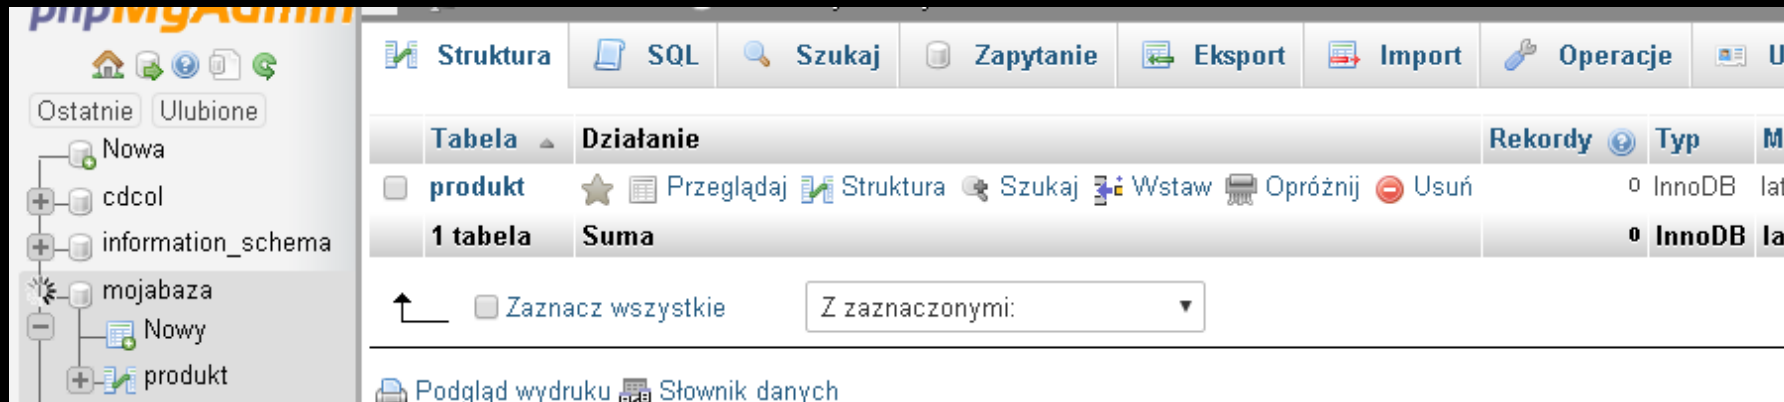 phpMyAdmin
Ostatnie Ulubione
Nowa
cdcol
information_schema
mojabaza
Nowy
produkt
Struktura SQL Szukaj Zapytanie Eksport Import Operacje
Tabela Działanie Rekordy Typ
produkt Przeglądaj Struktura Szukaj Wstaw Opróżnij Usuń 0 InnoDB
1 tabela Suma 0 InnoDB
Zaznacz wszystkie Z zaznaczonymi:
Podgląd wydruku Słownik danych